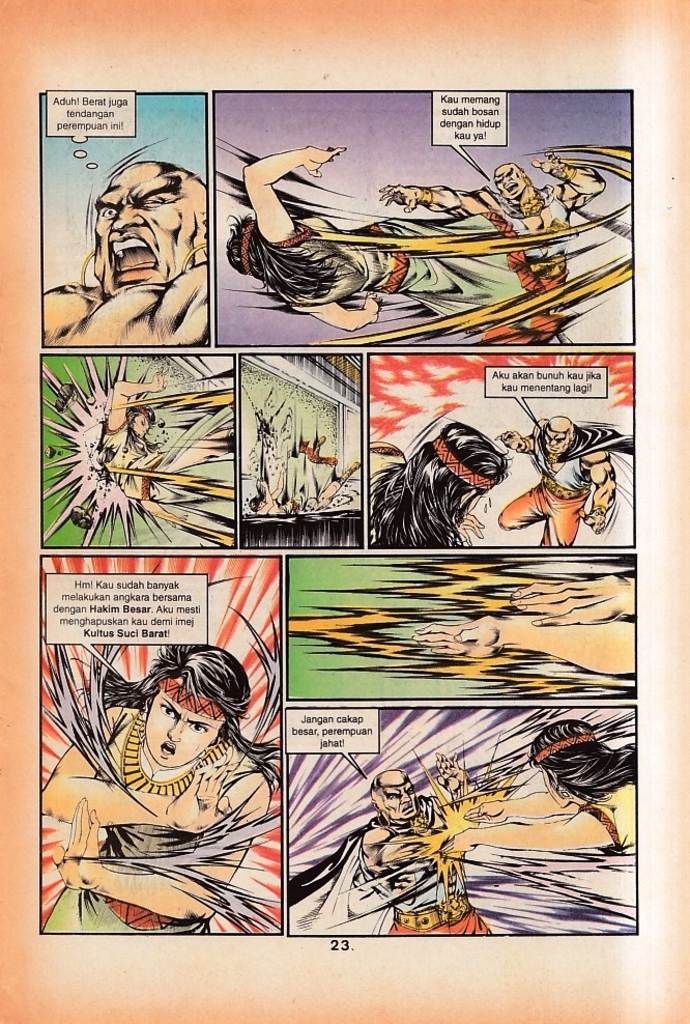 Aduh! Berat juga
tendangan
perempuan ini!
Kau memang
sudah bosan
dengan hidup
kau ya!
Aku akan bunuh kau jika
kau menentang lagi!
Hm! Kau sudah banyak
melakukan angkara bersama
dengan Hakim Besar. Aku mesti
menghapuskan kau demi imej
Kultus Suci Barat!
Jangan cakap
besar, perempuan
jahat!
23.